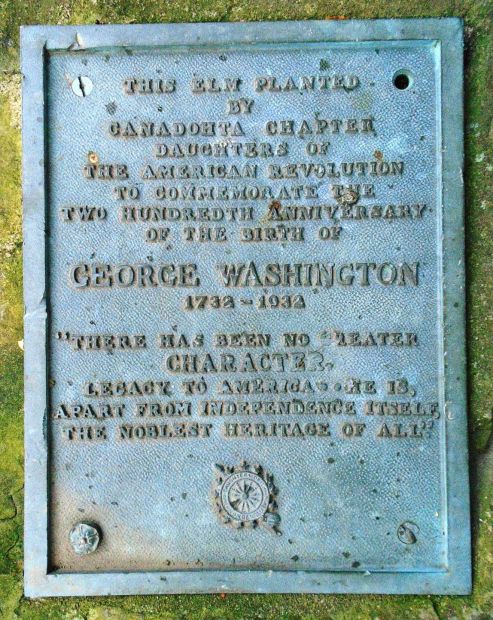 THIS ELM PLANTED
BY
CANADOHTA CHAPTER
DAUGHTERS OF
THE AMERICAN REVOLUTION
TO COMMEMORATE THE
TWO HUNDREDTH ANNIVERSARY
OF THE BIRTH OF
GEORGE WASHINGTON
1732-1932
"THERE HAS BEEN NO
CHARACTER,
LEGACY TO AMERICA IS,
APART FROM INDEPENDENCE ITSELF,
THE NOBLEST HERITAGE OF ALL"